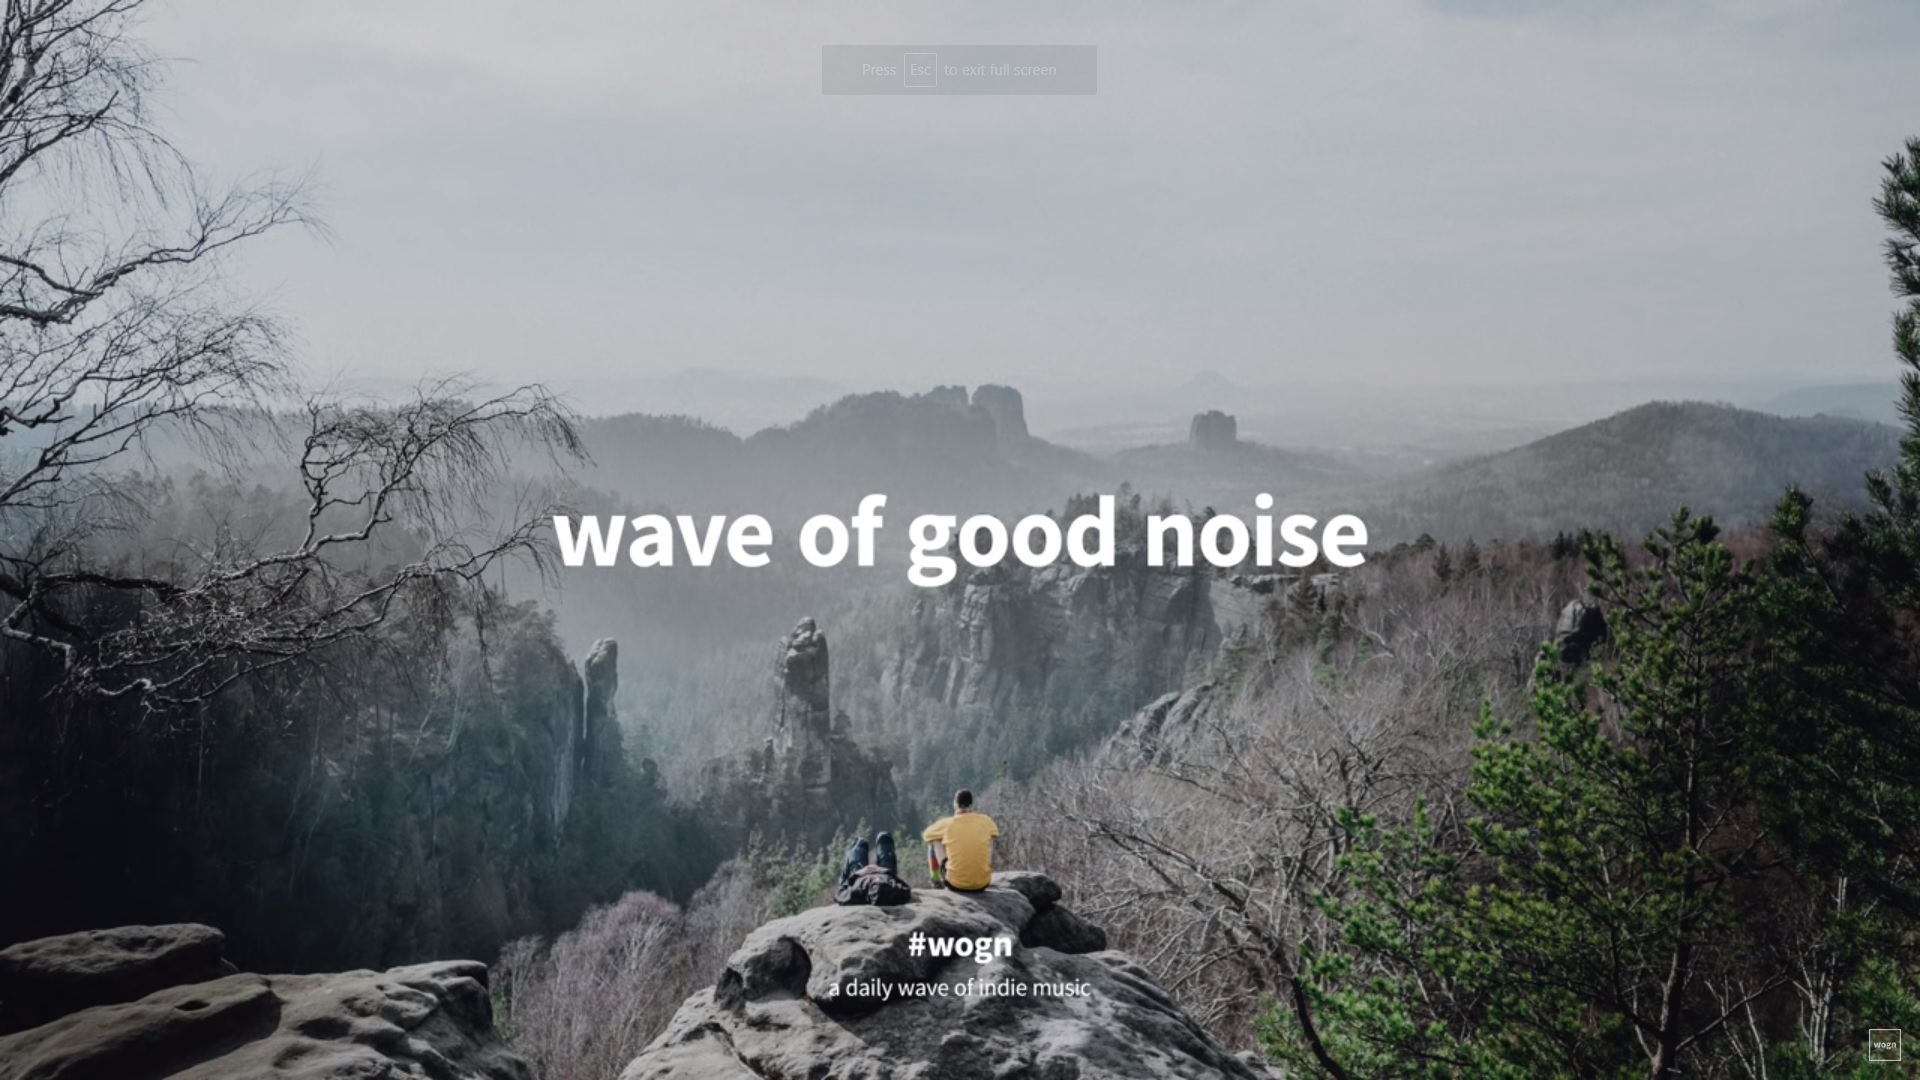 Press Esc to exit full screen
wave of good noise
#wogn
a daily wave of indie music
wogn